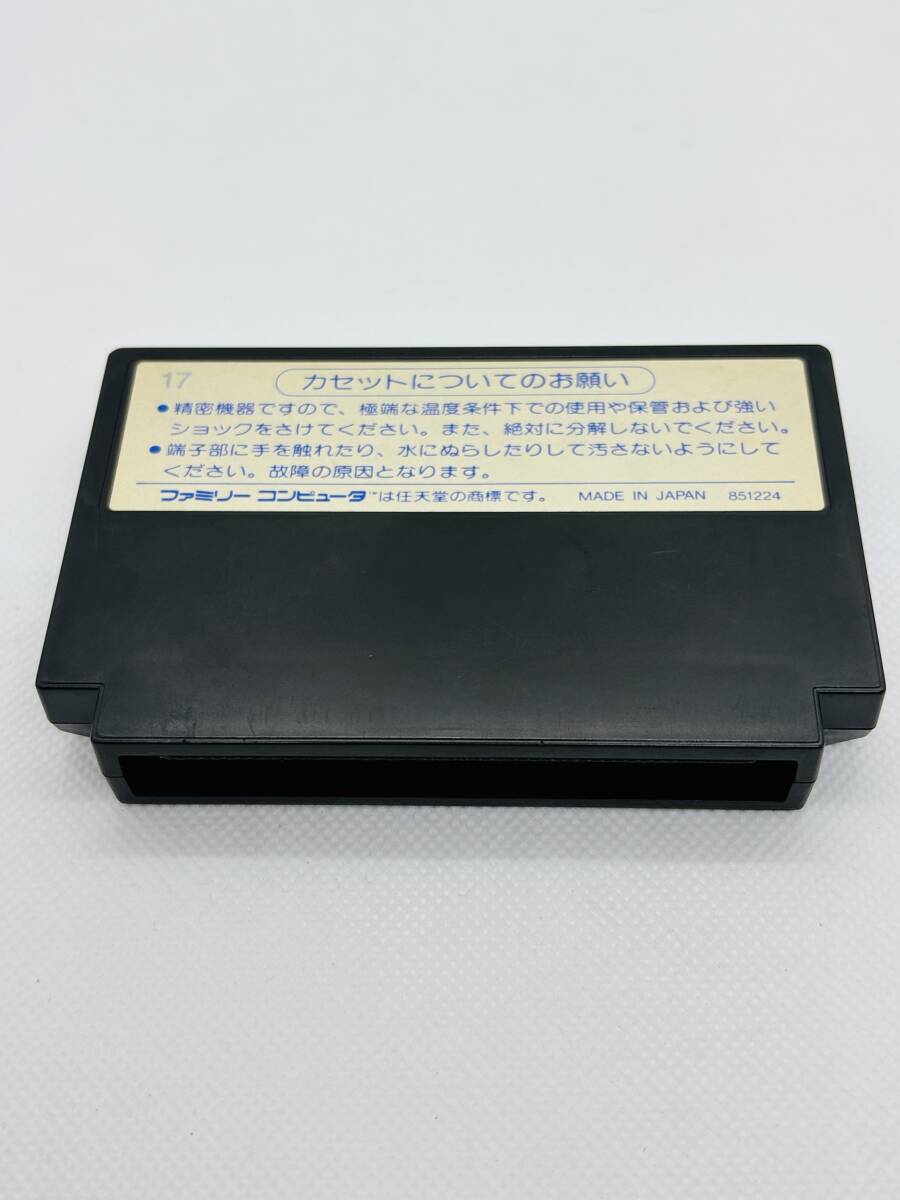 17
カセットについてのお願い
●精密機器ですので、極端な温度条件下での使用や保管および強い
ショックをさけてください。また、絶対に分解しないでください。
●端子部に手を触れたり、水にぬらしたりして汚さないようにして
ください。故障の原因となります。
ファミリー コンピュータ™は任天堂の商標です。 MADE IN JAPAN 851224